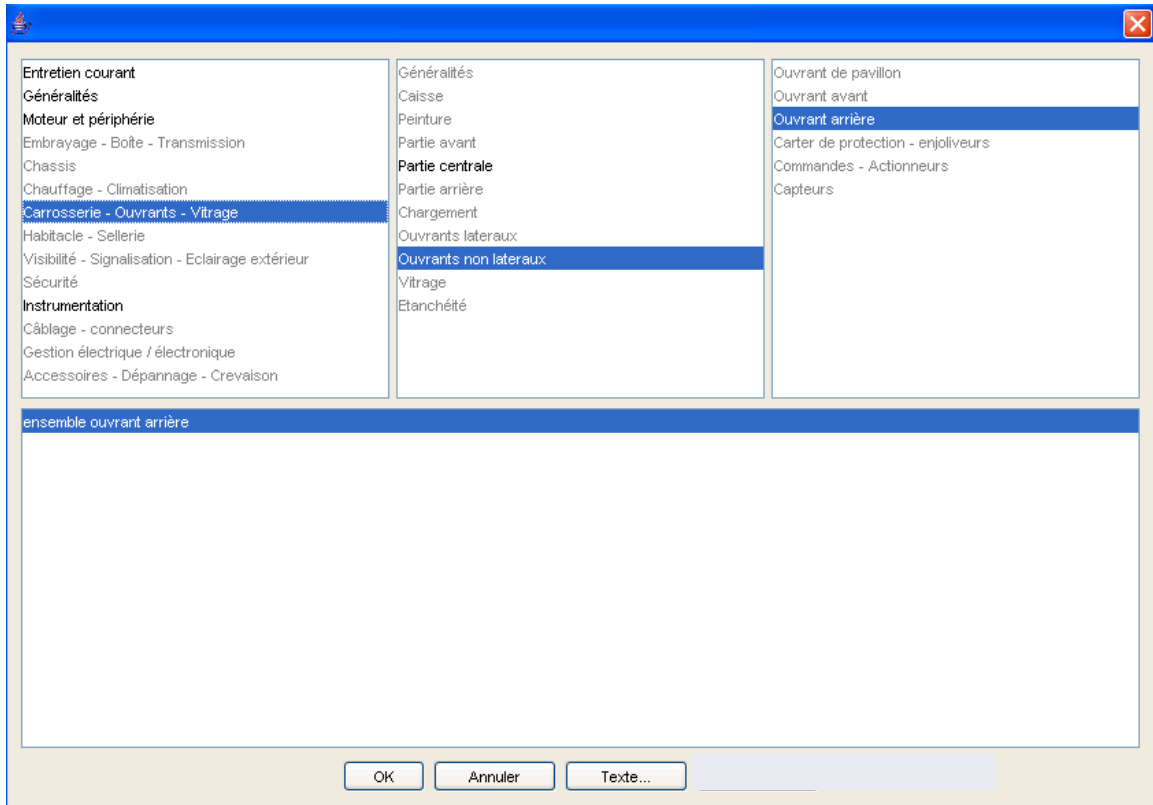 Entretien courant
Généralités
Moteur et périphérie
Embrayage - Boîte - Transmission
Chassis
Chauffage - Climatisation
Carrosserie - Ouvrants - Vitrage
Habitacle - Sellerie
Visibilité - Signalisation - Eclairage extérieur
Sécurité
Instrumentation
Câblage - connecteurs
Gestion électrique / électronique
Accessoires - Dépannage - Crevaison
Généralités
Caisse
Peinture
Partie avant
Partie centrale
Partie arrière
Chargement
Ouvrants lateraux
Ouvrants non lateraux
Vitrage
Etanchéité
Ouvrant de pavillon
Ouvrant avant
Ouvrant arrière
Carter de protection - enjoliveurs
Commandes - Actionneurs
Capteurs
ensemble ouvrant arrière
OK Annuler Texte...